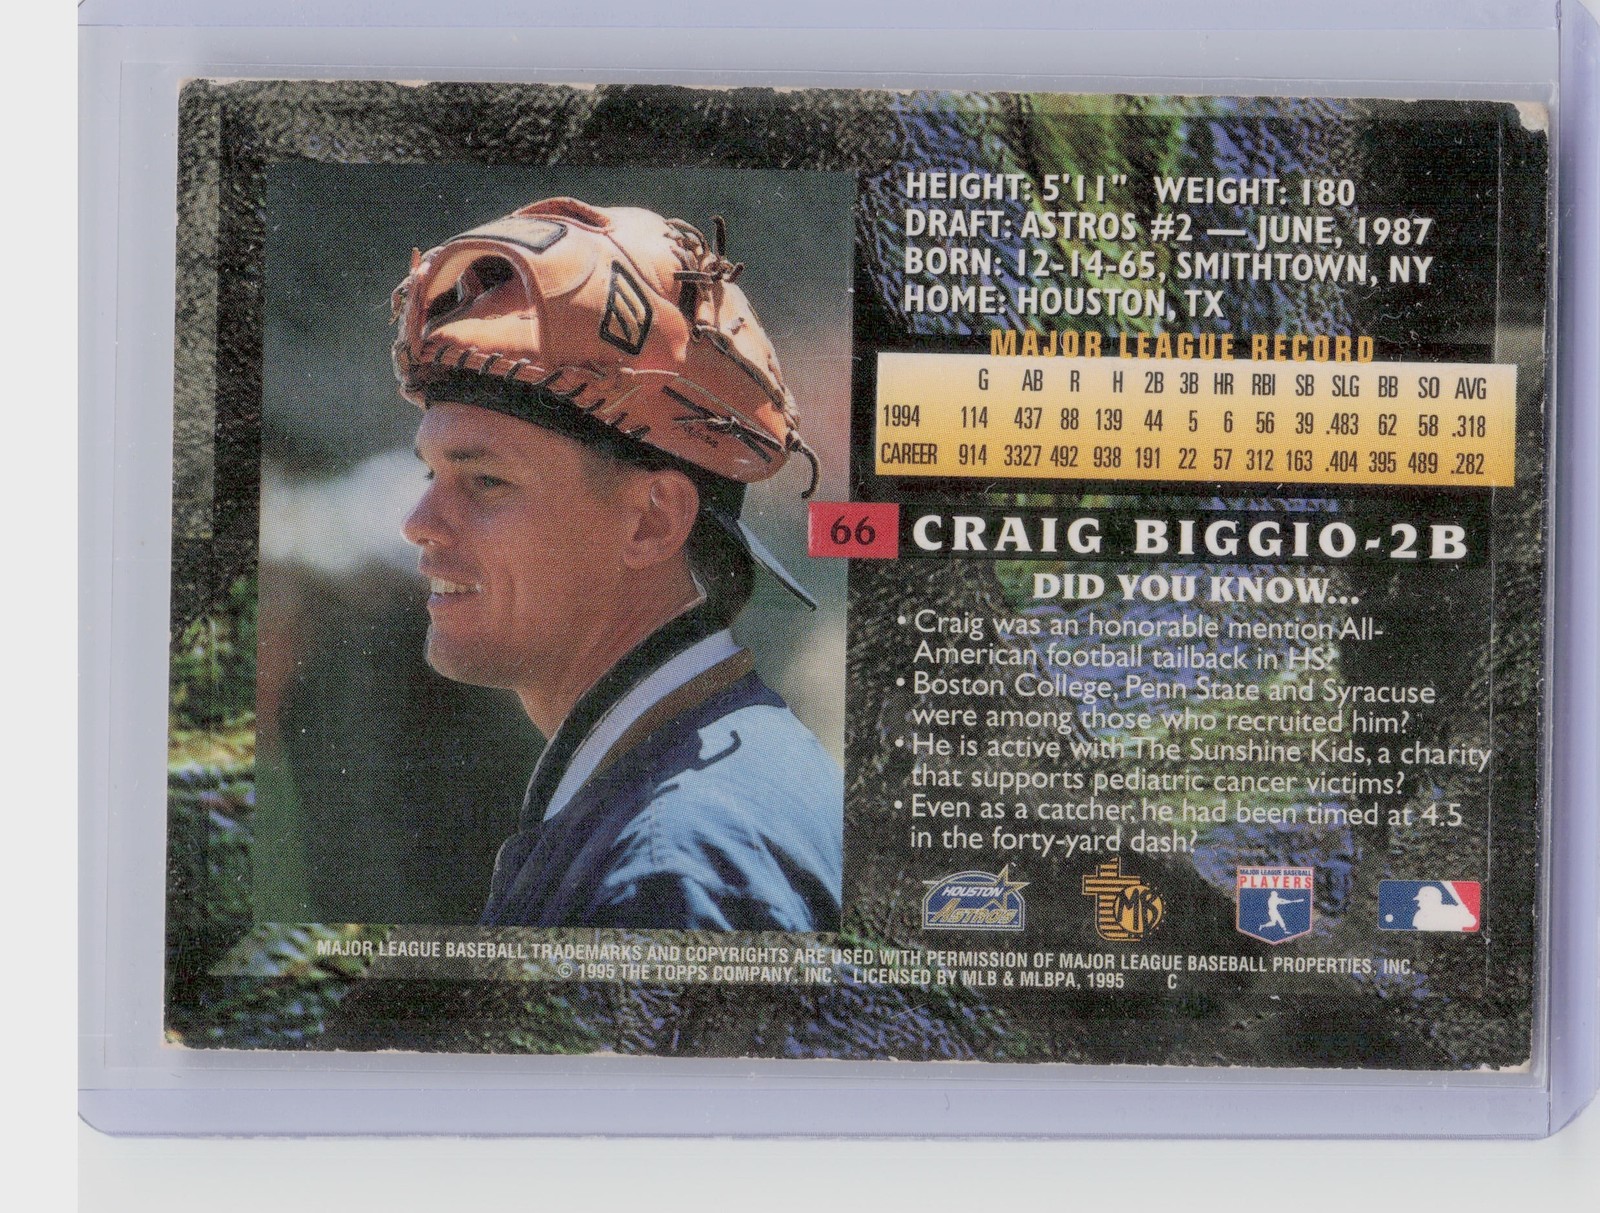 HEIGHT: 5'11" WEIGHT: 180
DRAFT: ASTROS #2 — JUNE, 1987
BORN: 12-14-65, SMITHTOWN, NY
HOME: HOUSTON, TX
MAJOR LEAGUE RECORD
G AB R H 2B 3B HR RBI SB SLG BB SO AVG
1994 114 437 88 139 44 5 6 56 39 .483 62 58 .318
CAREER 914 3327 492 938 191 22 57 312 163 .404 395 489 .282
66 CRAIG BIGGIO-2B
DID YOU KNOW...
• Craig was an honorable mention All-
American football tailback in HS?
• Boston College, Penn State and Syracuse
were among those who recruited him?
• He is active with The Sunshine Kids, a charity
that supports pediatric cancer victims?
• Even as a catcher, he had been timed at 4.5
in the forty-yard dash?
HOUSTON
ASTROS
MB
MAJOR LEAGUE BASEBALL
PLAYERS
MAJOR LEAGUE BASEBALL TRADEMARKS AND COPYRIGHTS ARE USED WITH PERMISSION OF MAJOR LEAGUE BASEBALL PROPERTIES, INC.
© 1995 THE TOPPS COMPANY, INC. LICENSED BY MLB & MLBPA, 1995 C